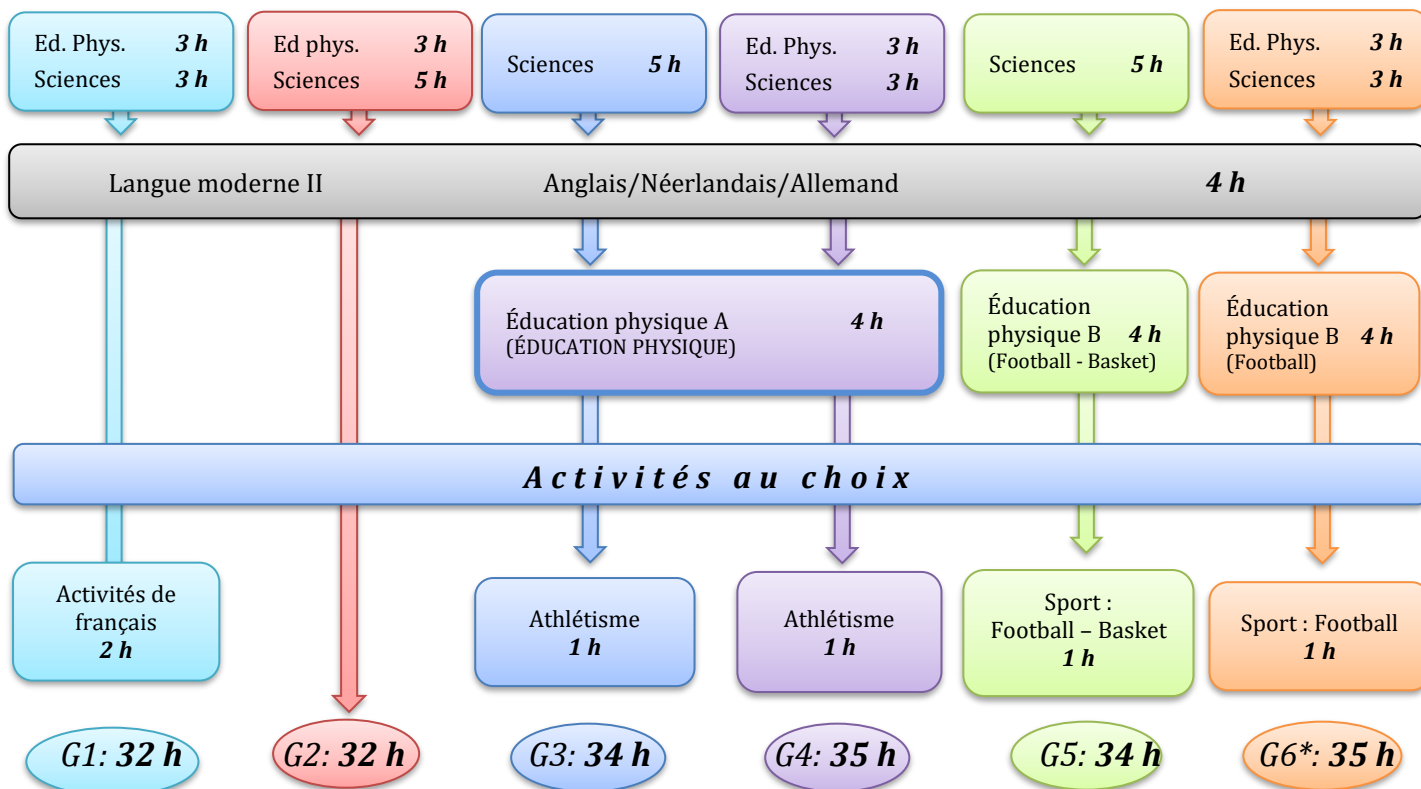 Ed. Phys. 3 h
Sciences 3 h
Ed phys. 3 h
Sciences 5 h
Sciences 5 h
Ed. Phys. 3 h
Sciences 3 h
Sciences 5 h
Ed. Phys. 3 h
Sciences 3 h
Langue moderne II Anglais/Néerlandais/Allemand 4 h
Éducation physique A 4 h
(ÉDUCATION PHYSIQUE)
Éducation
physique B 4 h
(Football - Basket)
Éducation
physique B 4 h
(Football)
Activités au choix
Activités de
français
2 h
Athlétisme
1 h
Athlétisme
1 h
Sport :
Football – Basket
1 h
Sport : Football
1 h
G1: 32 h
G2: 32 h
G3: 34 h
G4: 35 h
G5: 34 h
G6*: 35 h